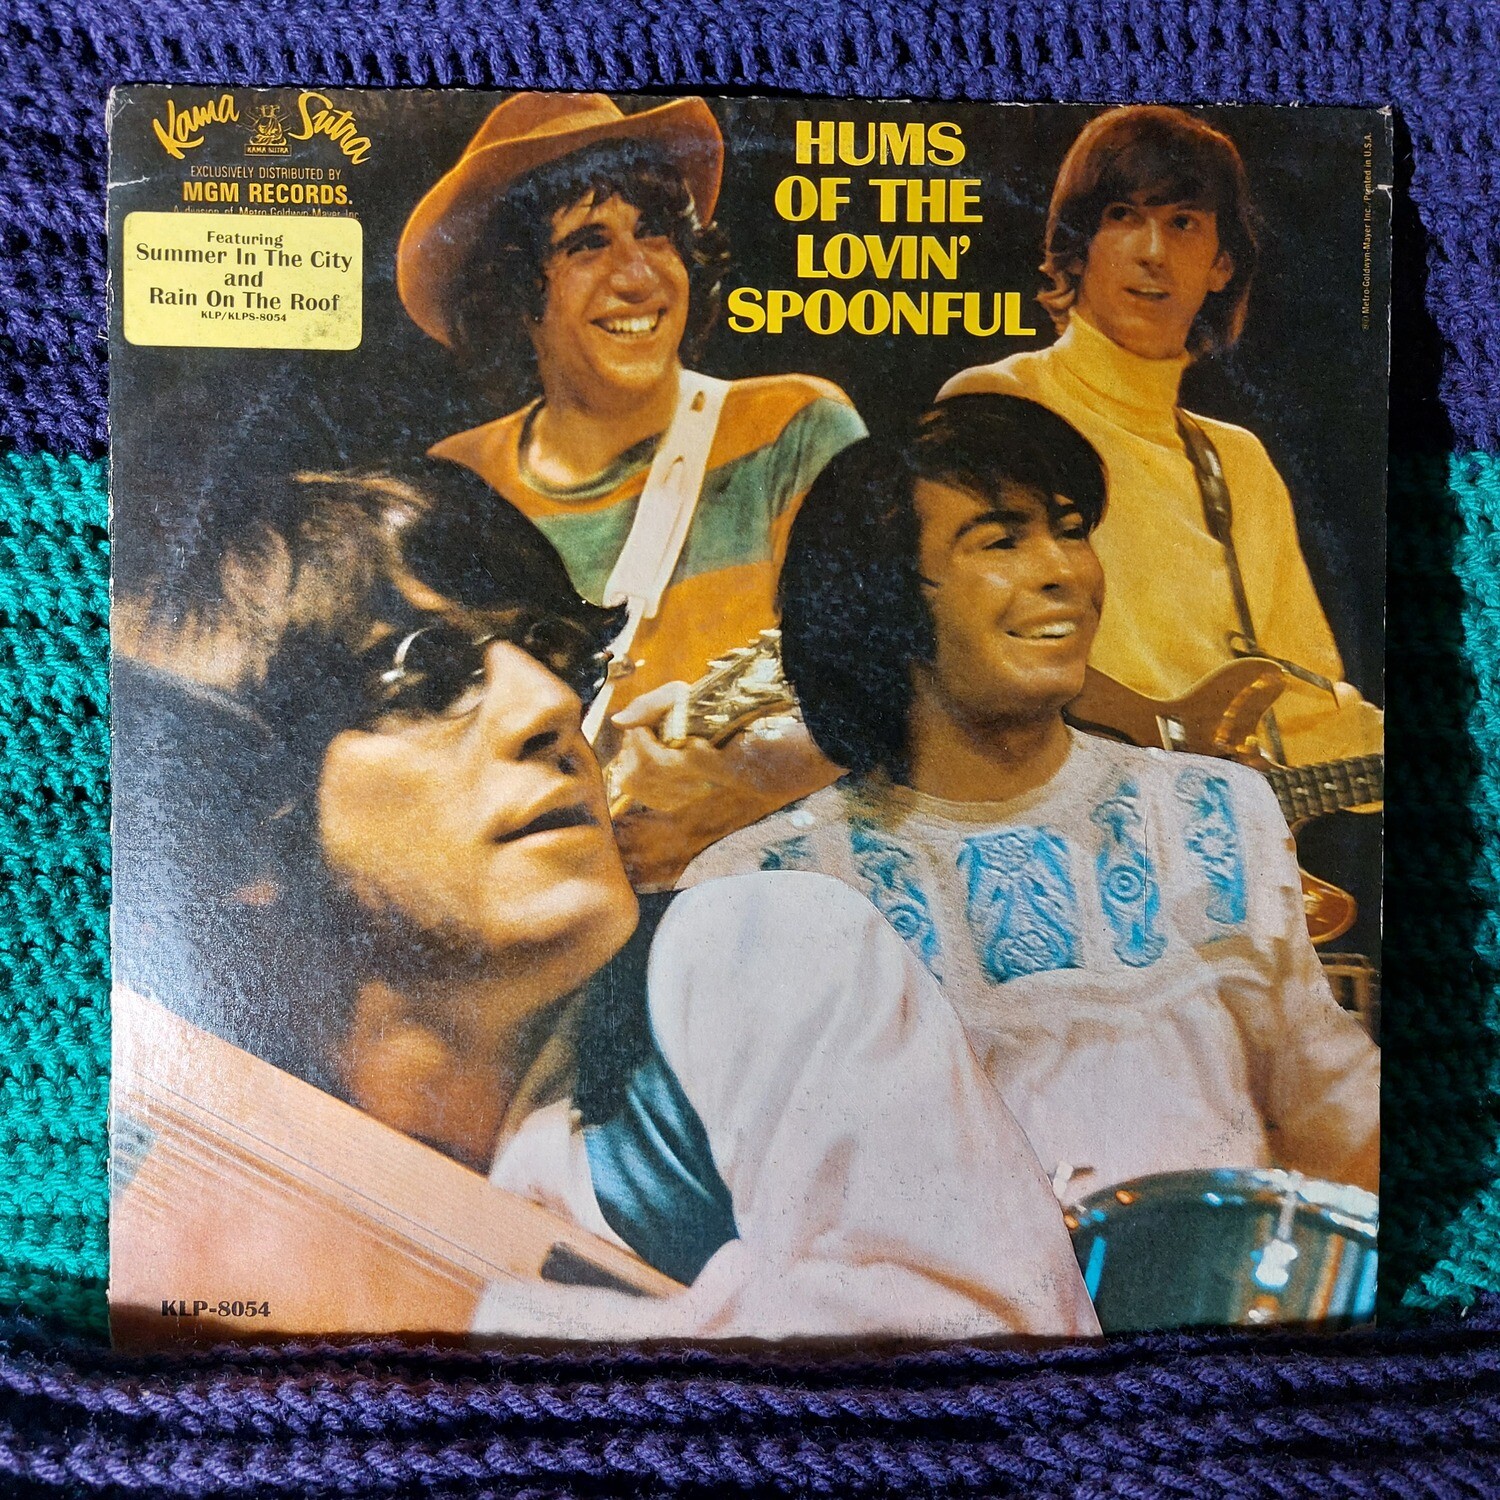 Kama Sutra
KAMA SUTRA
EXCLUSIVELY DISTRIBUTED BY
MGM RECORDS.
A division of Metro-Goldwyn-Mayer Inc.
Featuring
Summer In The City
and
Rain On The Roof
KLP/KLPS-8054
HUMS
OF THE
LOVIN'
SPOONFUL
Metro-Goldwyn-Mayer Inc. / Printed in U.S.A.
KLP-8054